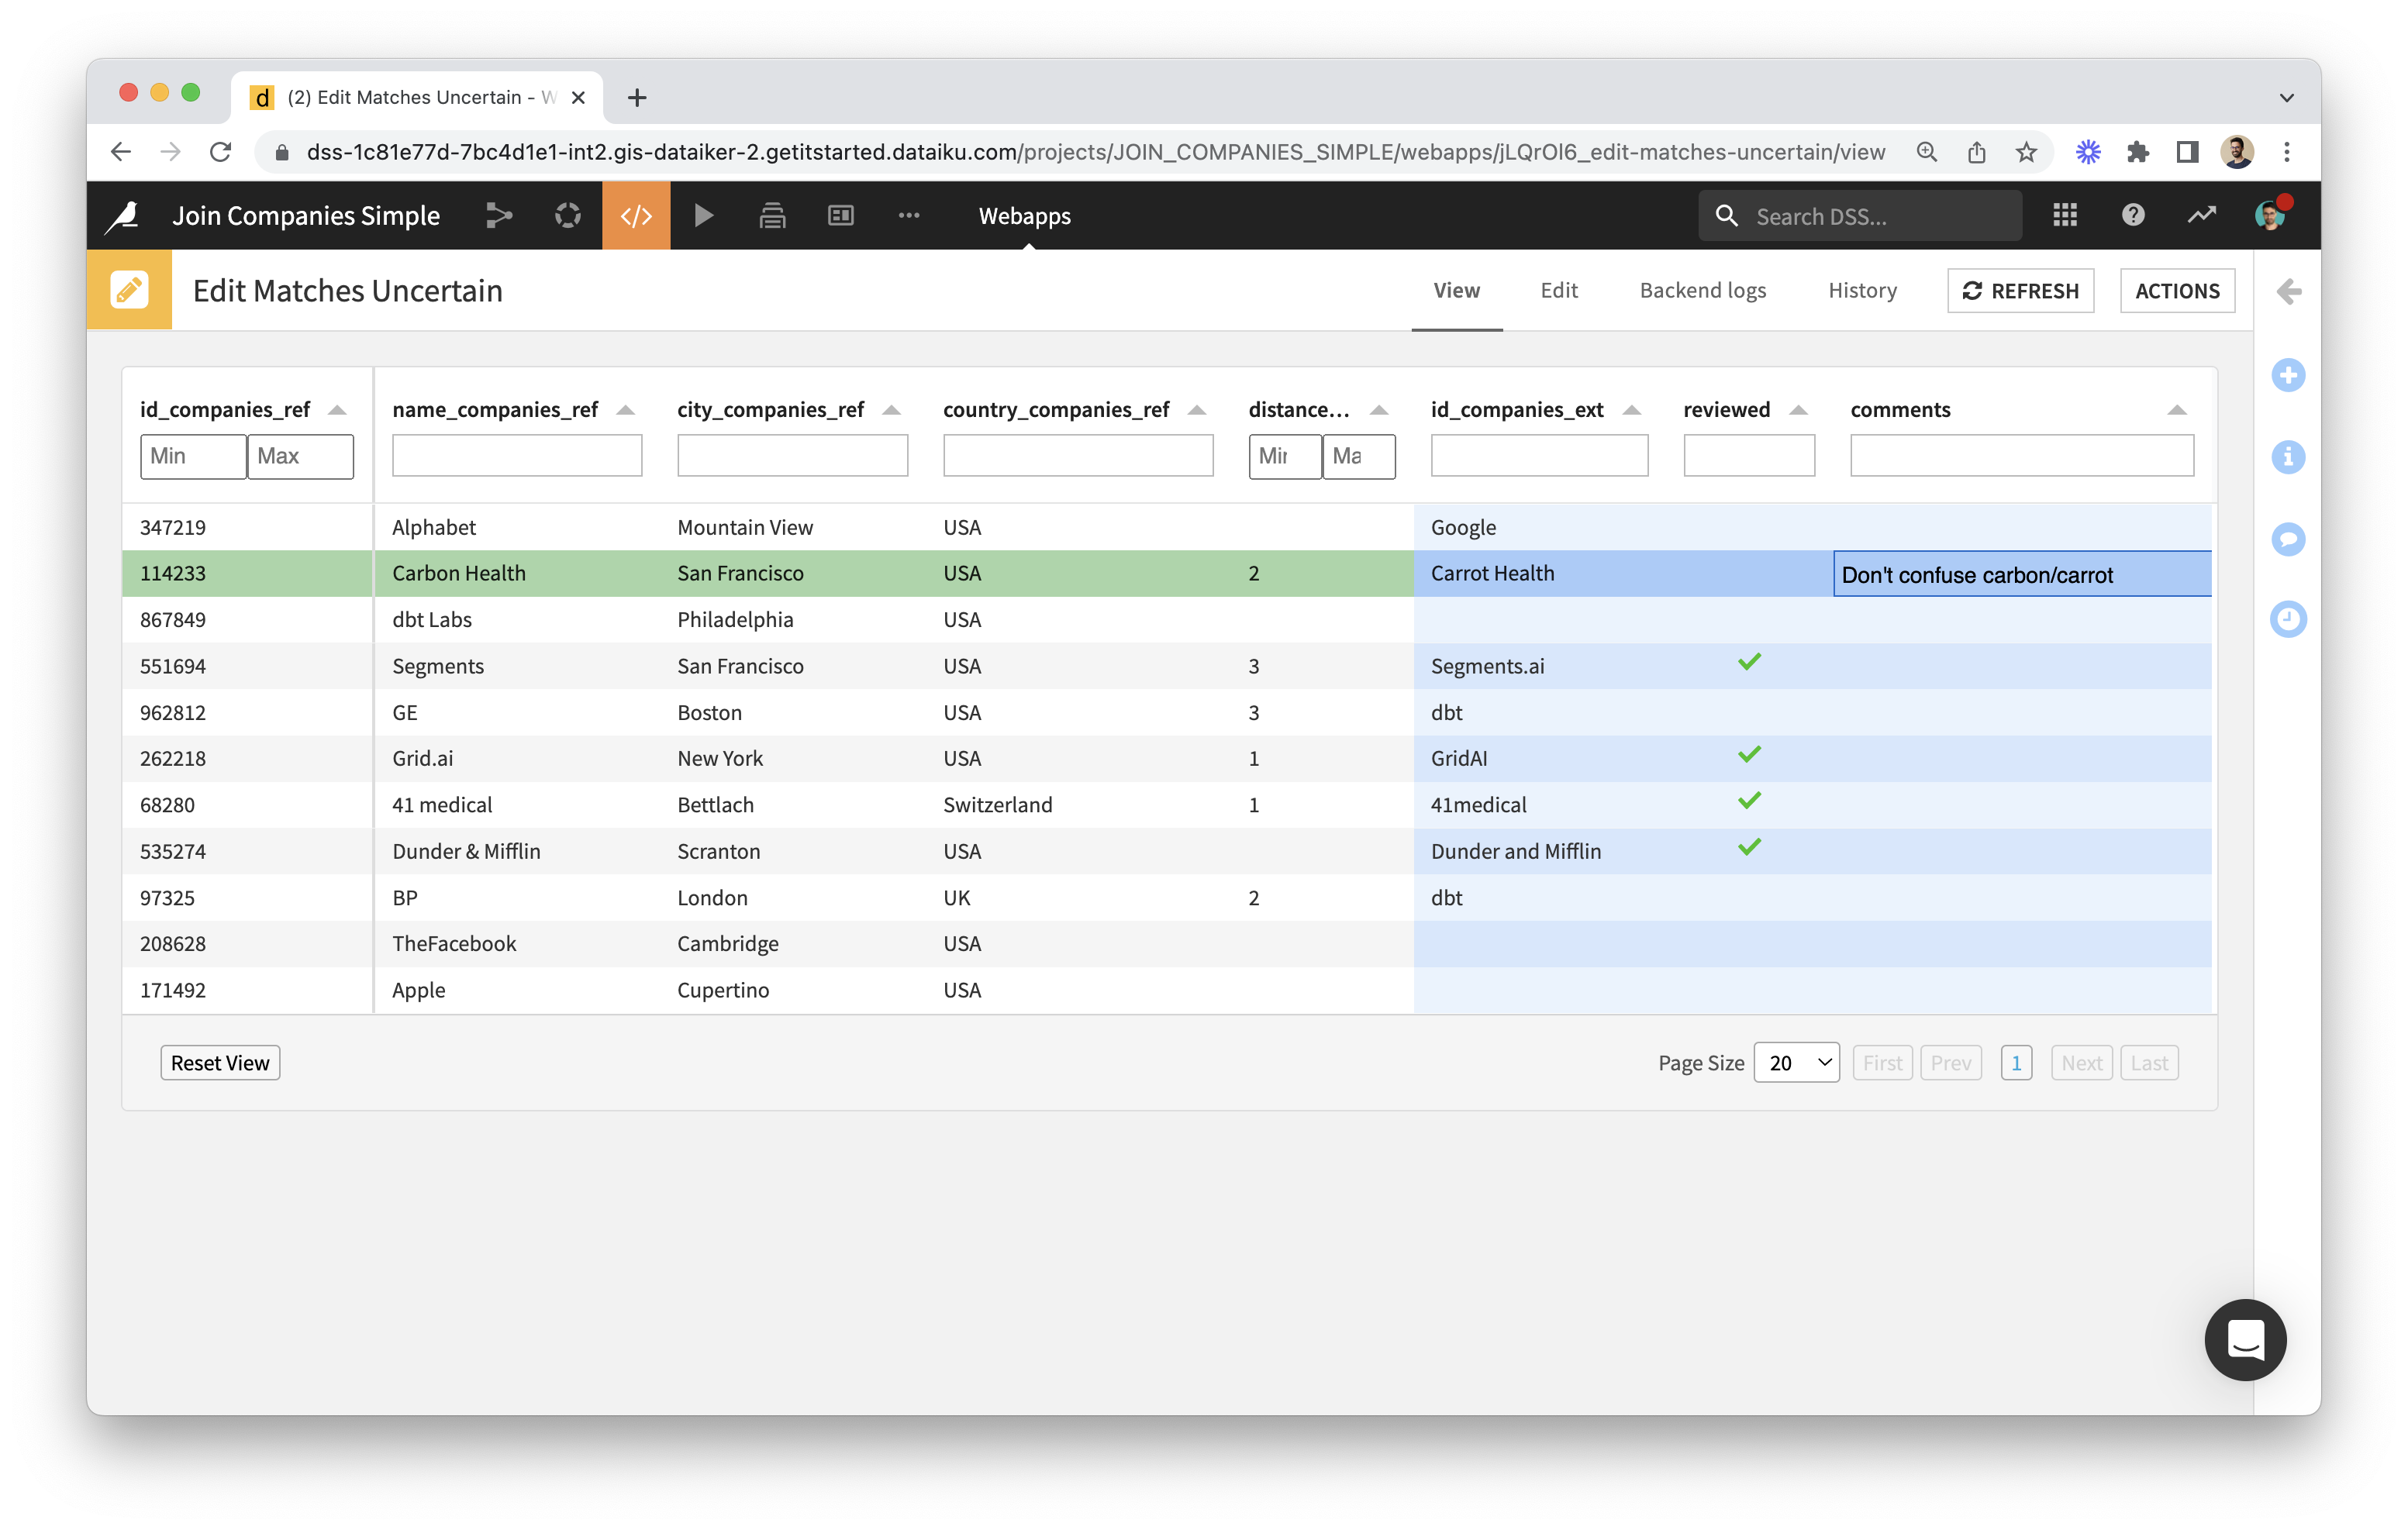 d (2) Edit Matches Uncertain - W
dss-1c81e77d-7bc4d1e1-int2.gis-dataiker-2.getitstarted.dataiku.com/projects/JOIN_COMPANIES_SIMPLE/webapps/jLQrOl6_edit-matches-uncertain/view
Join Companies Simple </> ... Webapps Search DSS... ?
Edit Matches Uncertain View Edit Backend logs History REFRESH ACTIONS
id_companies_ref name_companies_ref city_companies_ref country_companies_ref distance... id_companies_ext reviewed comments
Min Max Min Ma
347219 Alphabet Mountain View USA Google
114233 Carbon Health San Francisco USA 2 Carrot Health Don't confuse carbon/carrot
867849 dbt Labs Philadelphia USA
551694 Segments San Francisco USA 3 Segments.ai
962812 GE Boston USA 3 dbt
262218 Grid.ai New York USA 1 GridAI
68280 41 medical Bettlach Switzerland 1 41medical
535274 Dunder & Mifflin Scranton USA Dunder and Mifflin
97325 BP London UK 2 dbt
208628 TheFacebook Cambridge USA
171492 Apple Cupertino USA
Reset View Page Size 20 First Prev 1 Next Last